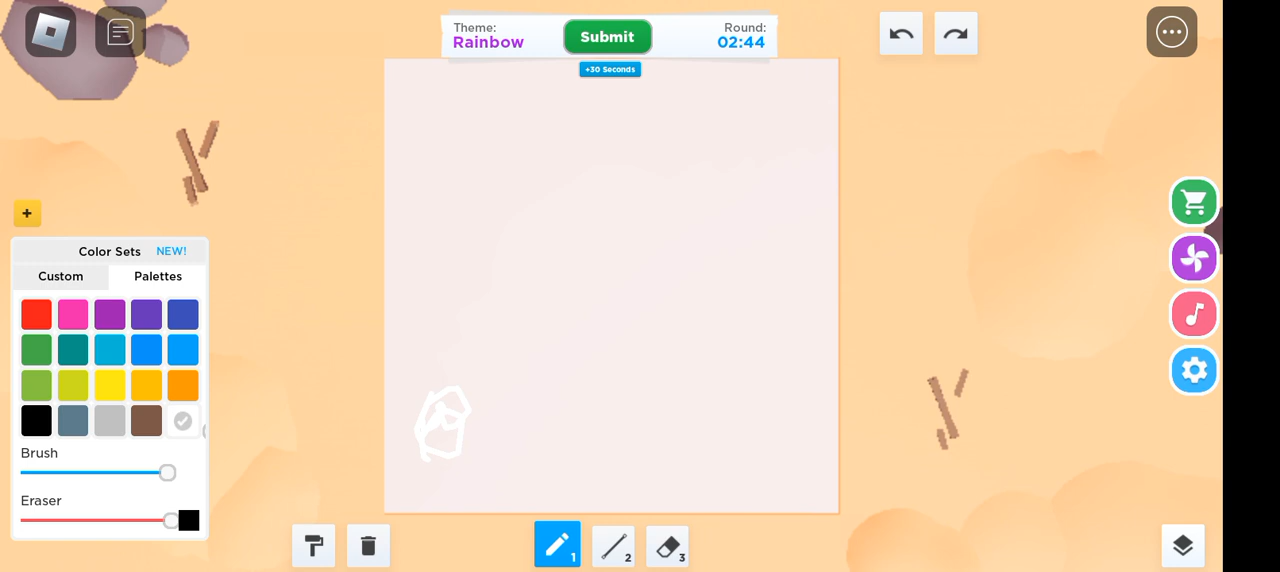 Theme:
Rainbow
Submit
Round:
02:44
+30 Seconds
+
Color Sets NEW!
Custom Palettes
Brush
Eraser
1
2
3